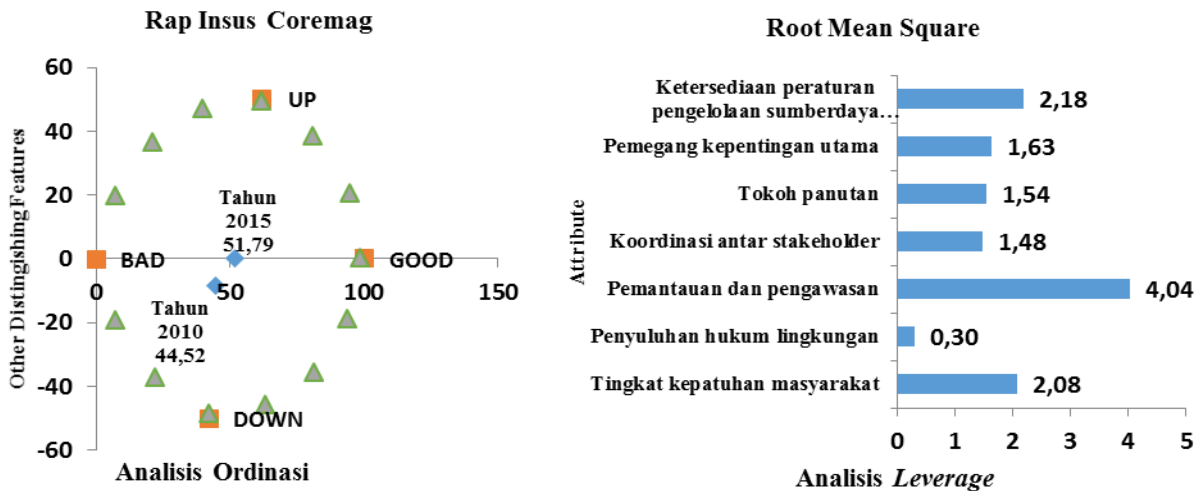 Rap Insus Coremag
60
40
20
0
-20
-40
-60
Other Distingishing Features
UP
Tahun
2015
51,79
BAD
GOOD
0
50
100
150
Tahun
2010
44,52
DOWN
Analisis Ordinasi
Root Mean Square
Attribute
Ketersediaan peraturan
pengelolaan sumberdaya…
2,18
Pemegang kepentingan utama
1,63
Tokoh panutan
1,54
Koordinasi antar stakeholder
1,48
Pemantauan dan pengawasan
4,04
Penyuluhan hukum lingkungan
0,30
Tingkat kepatuhan masyarakat
2,08
0
1
2
3
4
5
Analisis Leverage